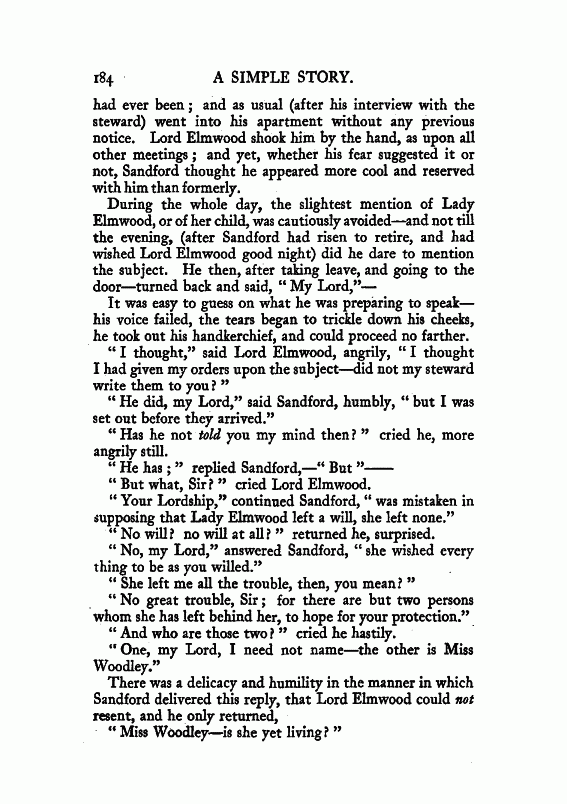 184 A SIMPLE STORY.
had ever been; and as usual (after his interview with the
steward) went into his apartment without any previous
notice. Lord Elmwood shook him by the hand, as upon all
other meetings; and yet, whether his fear suggested it or
not, Sandford thought he appeared more cool and reserved
with him than formerly.
During the whole day, the slightest mention of Lady
Elmwood, or of her child, was cautiously avoided—and not till
the evening, (after Sandford had risen to retire, and had
wished Lord Elmwood good night) did he dare to mention
the subject. He then, after taking leave, and going to the
door—turned back and said, "My Lord,"—
It was easy to guess on what he was preparing to speak—
his voice failed, the tears began to trickle down his cheeks,
he took out his handkerchief, and could proceed no farther.
"I thought," said Lord Elmwood, angrily, "I thought
I had given my orders upon the subject—did not my steward
write them to you?"
"He did, my Lord," said Sandford, humbly, "but I was
set out before they arrived."
"Has he not told you my mind then?" cried he, more
angrily still.
"He has;" replied Sandford,—"But"——
"But what, Sir?" cried Lord Elmwood.
"Your Lordship," continued Sandford, "was mistaken in
supposing that Lady Elmwood left a will, she left none."
"No will? no will at all?" returned he, surprised.
"No, my Lord," answered Sandford, "she wished every
thing to be as you willed."
"She left me all the trouble, then, you mean?"
"No great trouble, Sir; for there are but two persons
whom she has left behind her, to hope for your protection."
"And who are those two?" cried he hastily.
"One, my Lord, I need not name—the other is Miss
Woodley."
There was a delicacy and humility in the manner in which
Sandford delivered this reply, that Lord Elmwood could not
resent, and he only returned,
"Miss Woodley—is she yet living?"